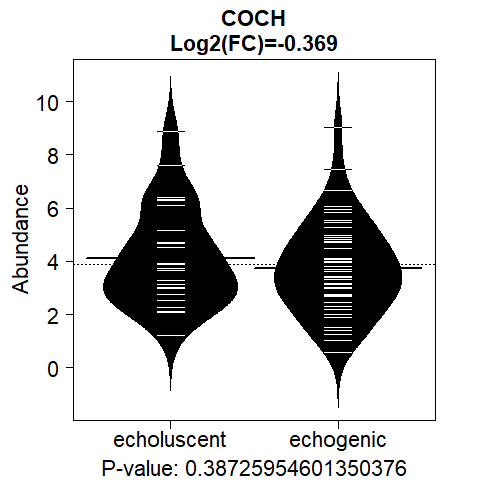 COCH
Log2(FC)=-0.369
Abundance
10
8
6
4
2
0
echoluscent echogenic
P-value: 0.38725954601350376